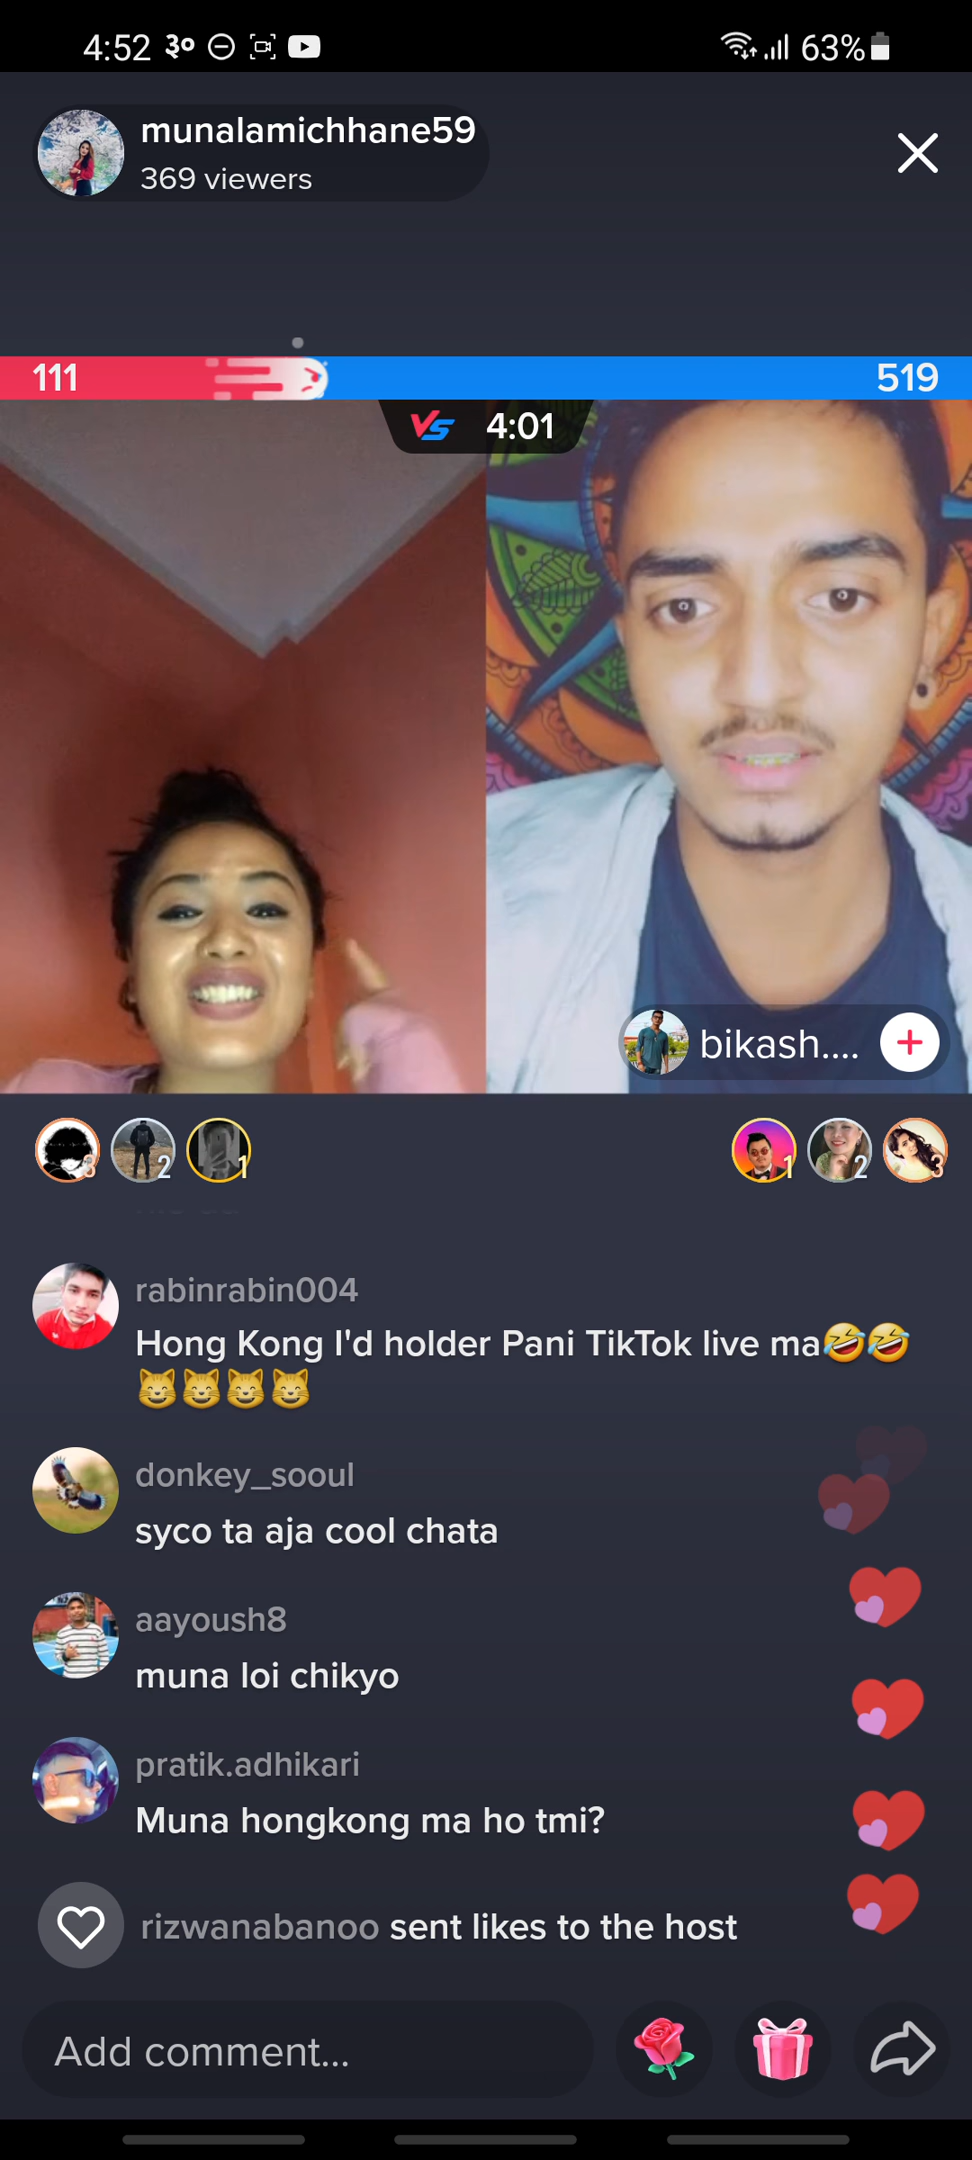 4:52 ३० 63%
munalamichhane59
369 viewers
111 519
VS 4:01
bikash....
3 2 1 1 2 3
rabinrabin004
Hong Kong I'd holder Pani TikTok live ma🤣🤣
😸😸😸😸
donkey_sooul
syco ta aja cool chata
aayoush8
muna loi chikyo
pratik.adhikari
Muna hongkong ma ho tmi?
rizwanabanoo sent likes to the host
Add comment...